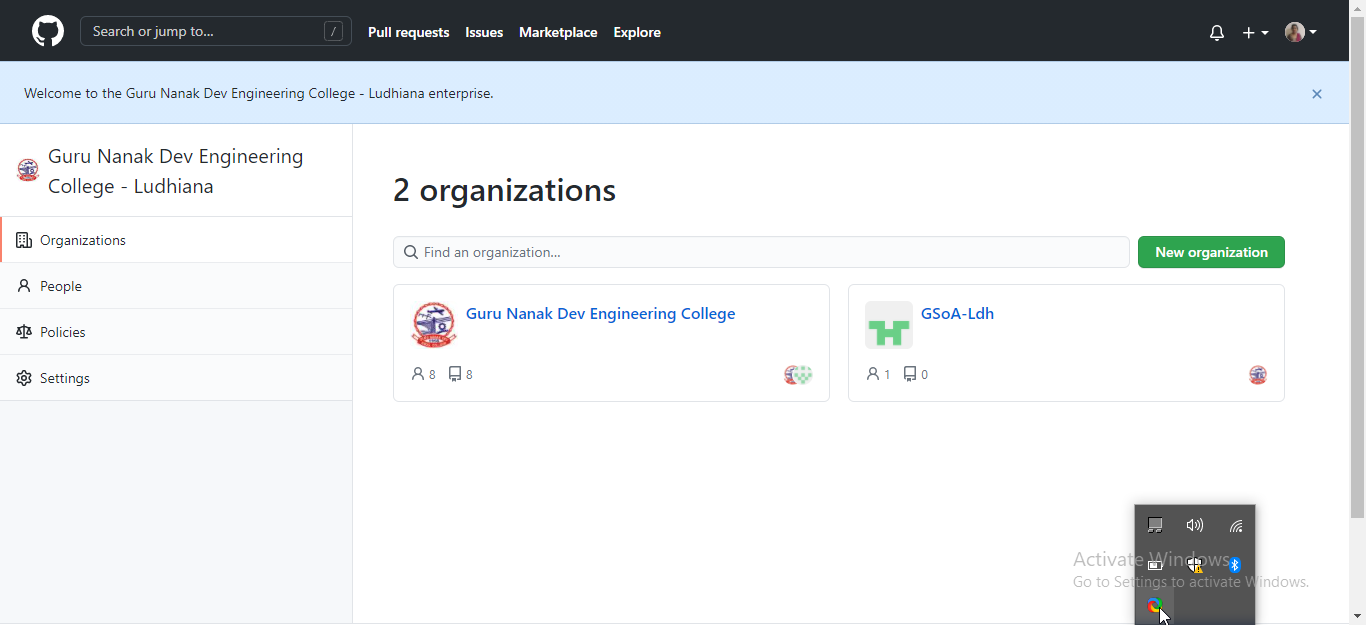 Search or jump to... /
Pull requests Issues Marketplace Explore
Welcome to the Guru Nanak Dev Engineering College - Ludhiana enterprise.
Guru Nanak Dev Engineering
College - Ludhiana
Organizations
People
Policies
Settings
2 organizations
Find an organization...
New organization
Guru Nanak Dev Engineering College
8 8
GSoA-Ldh
1 0
Activate Windows
Go to Settings to activate Windows.